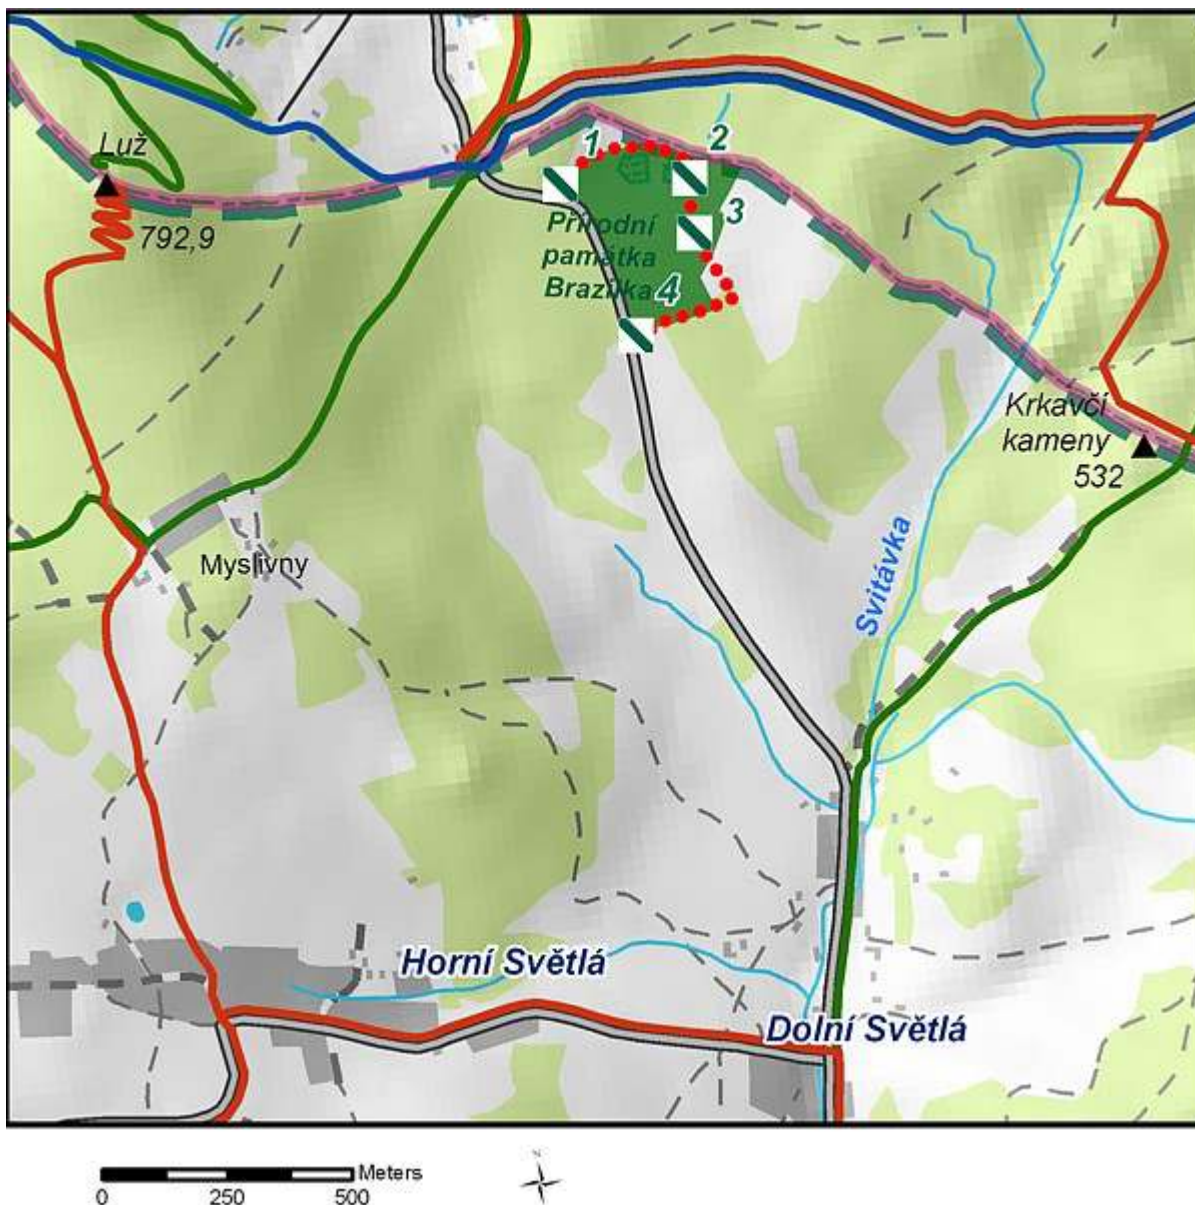 Luž
792,9
1
2
3
Přírodní
památka
Brazilka
4
Krkavčí
kameny
532
Svitávka
Myslivny
Horní Světlá
Dolní Světlá
Meters
0 250 500
N